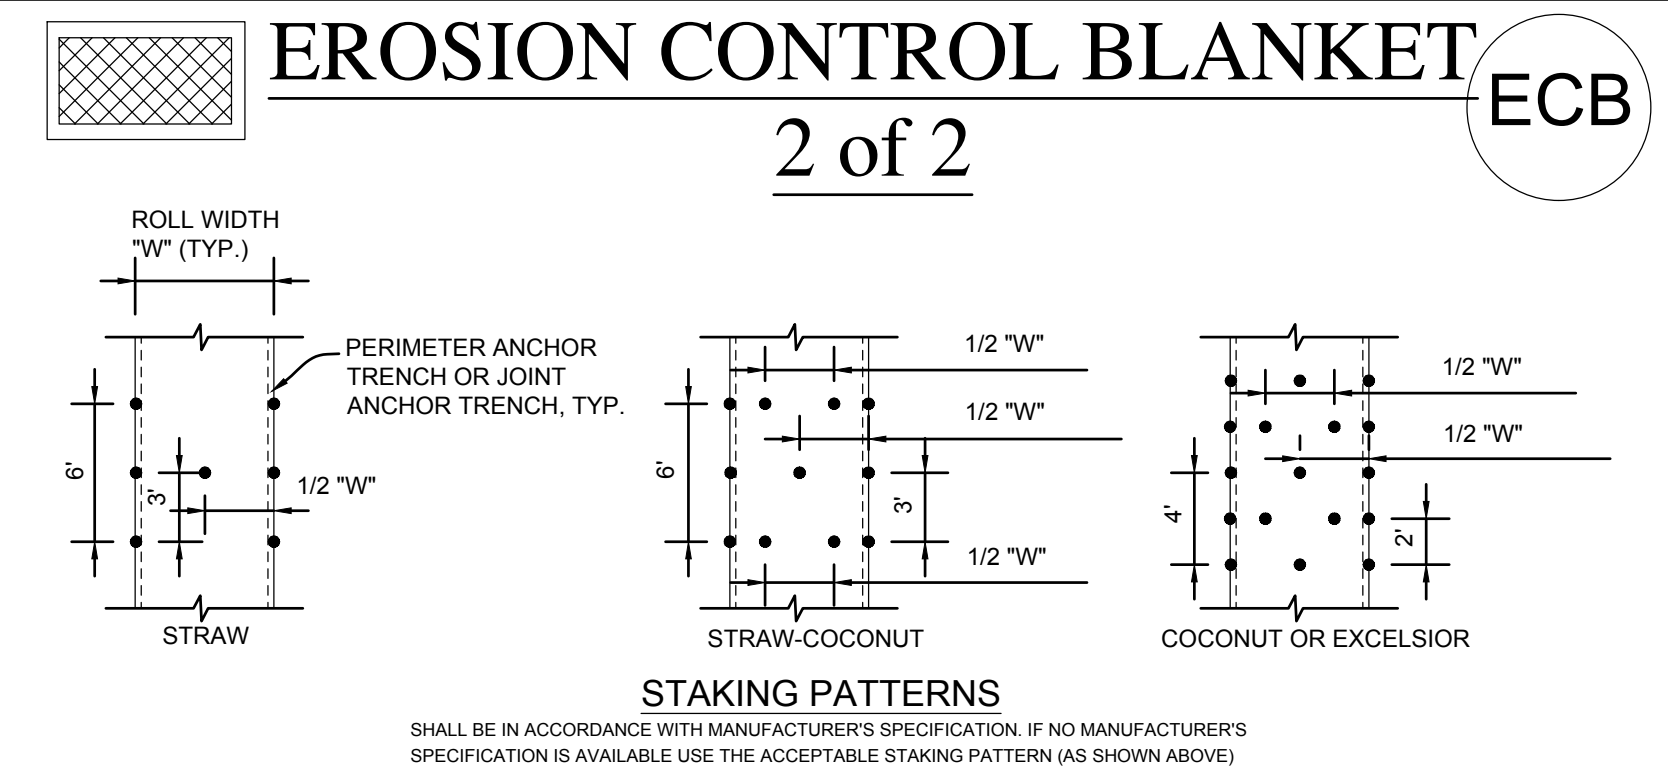 EROSION CONTROL BLANKET
ECB
2 of 2
ROLL WIDTH
"W" (TYP.)
PERIMETER ANCHOR
TRENCH OR JOINT
ANCHOR TRENCH, TYP.
6'
3'
1/2 "W"
STRAW
1/2 "W"
1/2 "W"
6'
3'
1/2 "W"
STRAW-COCONUT
1/2 "W"
1/2 "W"
4'
2'
COCONUT OR EXCELSIOR
STAKING PATTERNS
SHALL BE IN ACCORDANCE WITH MANUFACTURER'S SPECIFICATION. IF NO MANUFACTURER'S
SPECIFICATION IS AVAILABLE USE THE ACCEPTABLE STAKING PATTERN (AS SHOWN ABOVE)